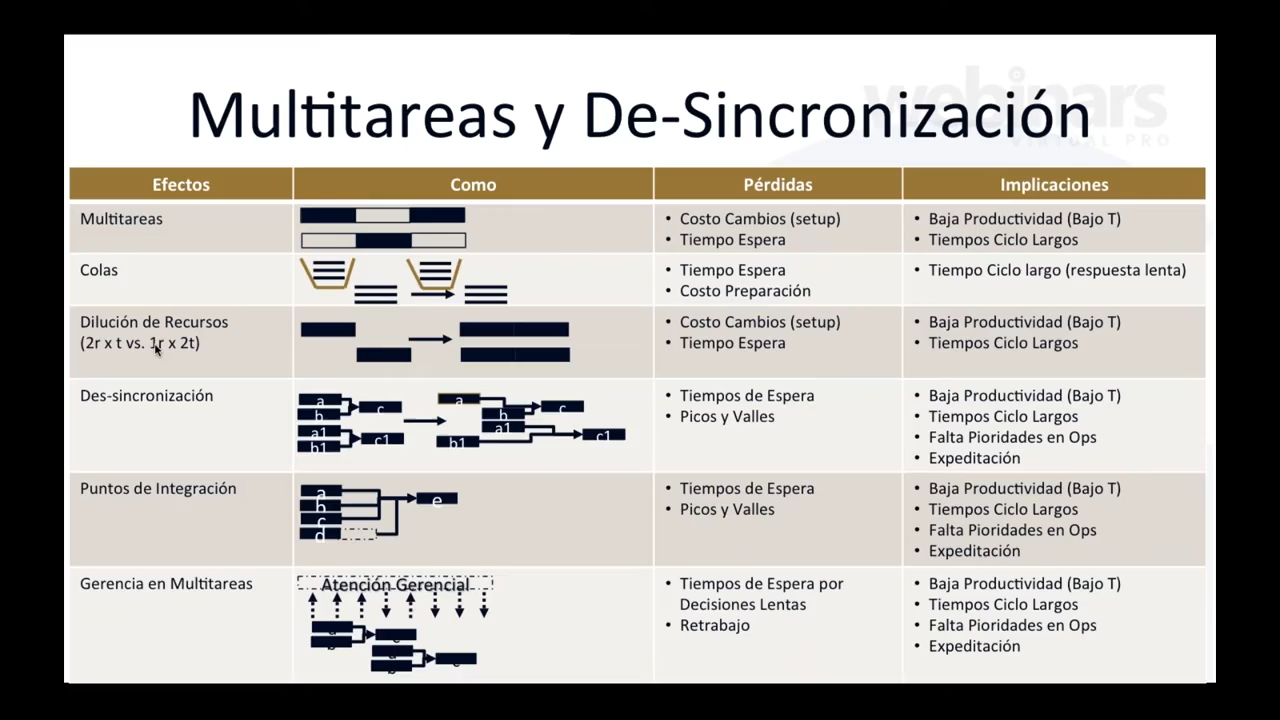 webinars
VIRTUAL PRO
Multitareas y De-Sincronización
Efectos
Como
Pérdidas
Implicaciones
Multitareas
• Costo Cambios (setup)
• Tiempo Espera
• Baja Productividad (Bajo T)
• Tiempos Ciclo Largos
Colas
• Tiempo Espera
• Costo Preparación
• Tiempo Ciclo largo (respuesta lenta)
Dilución de Recursos
(2r x t vs. 1r x 2t)
• Costo Cambios (setup)
• Tiempo Espera
• Baja Productividad (Bajo T)
• Tiempos Ciclo Largos
Des-sincronización
a
b
c
a1
b1
c1
a
b
c
a1
b1
c1
• Tiempos de Espera
• Picos y Valles
• Baja Productividad (Bajo T)
• Tiempos Ciclo Largos
• Falta Pioridades en Ops
• Expeditación
Puntos de Integración
a
b
c
d
e
• Tiempos de Espera
• Picos y Valles
• Baja Productividad (Bajo T)
• Tiempos Ciclo Largos
• Falta Pioridades en Ops
• Expeditación
Gerencia en Multitareas
Atención Gerencial
• Tiempos de Espera por
Decisiones Lentas
• Retrabajo
• Baja Productividad (Bajo T)
• Tiempos Ciclo Largos
• Falta Pioridades en Ops
• Expeditación